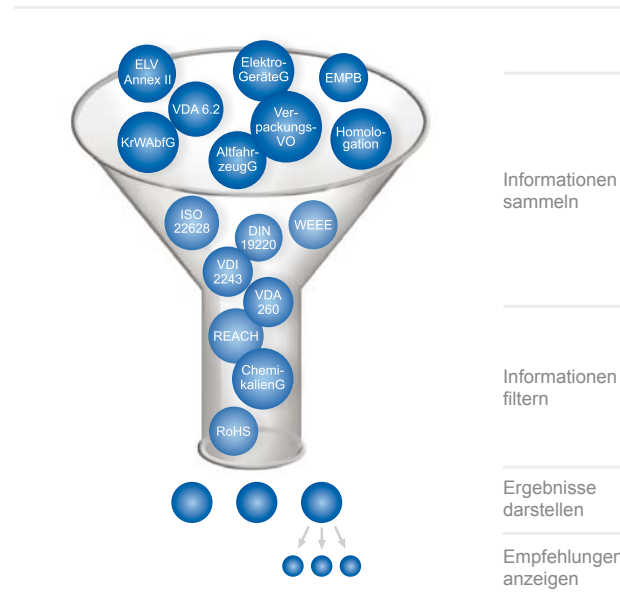 ELV
Annex II
Elektro-
GeräteG
EMPB
VDA 6.2
Ver-
packungs-
VO
KrWAbfG
Homolo-
gation
Altfahr-
zeugG
ISO
22628
DIN
19220
WEEE
VDI
2243
VDA
260
REACH
Chemi-
kalienG
RoHS
Informationen
sammeln
Informationen
filtern
Ergebnisse
darstellen
Empfehlungen
anzeigen